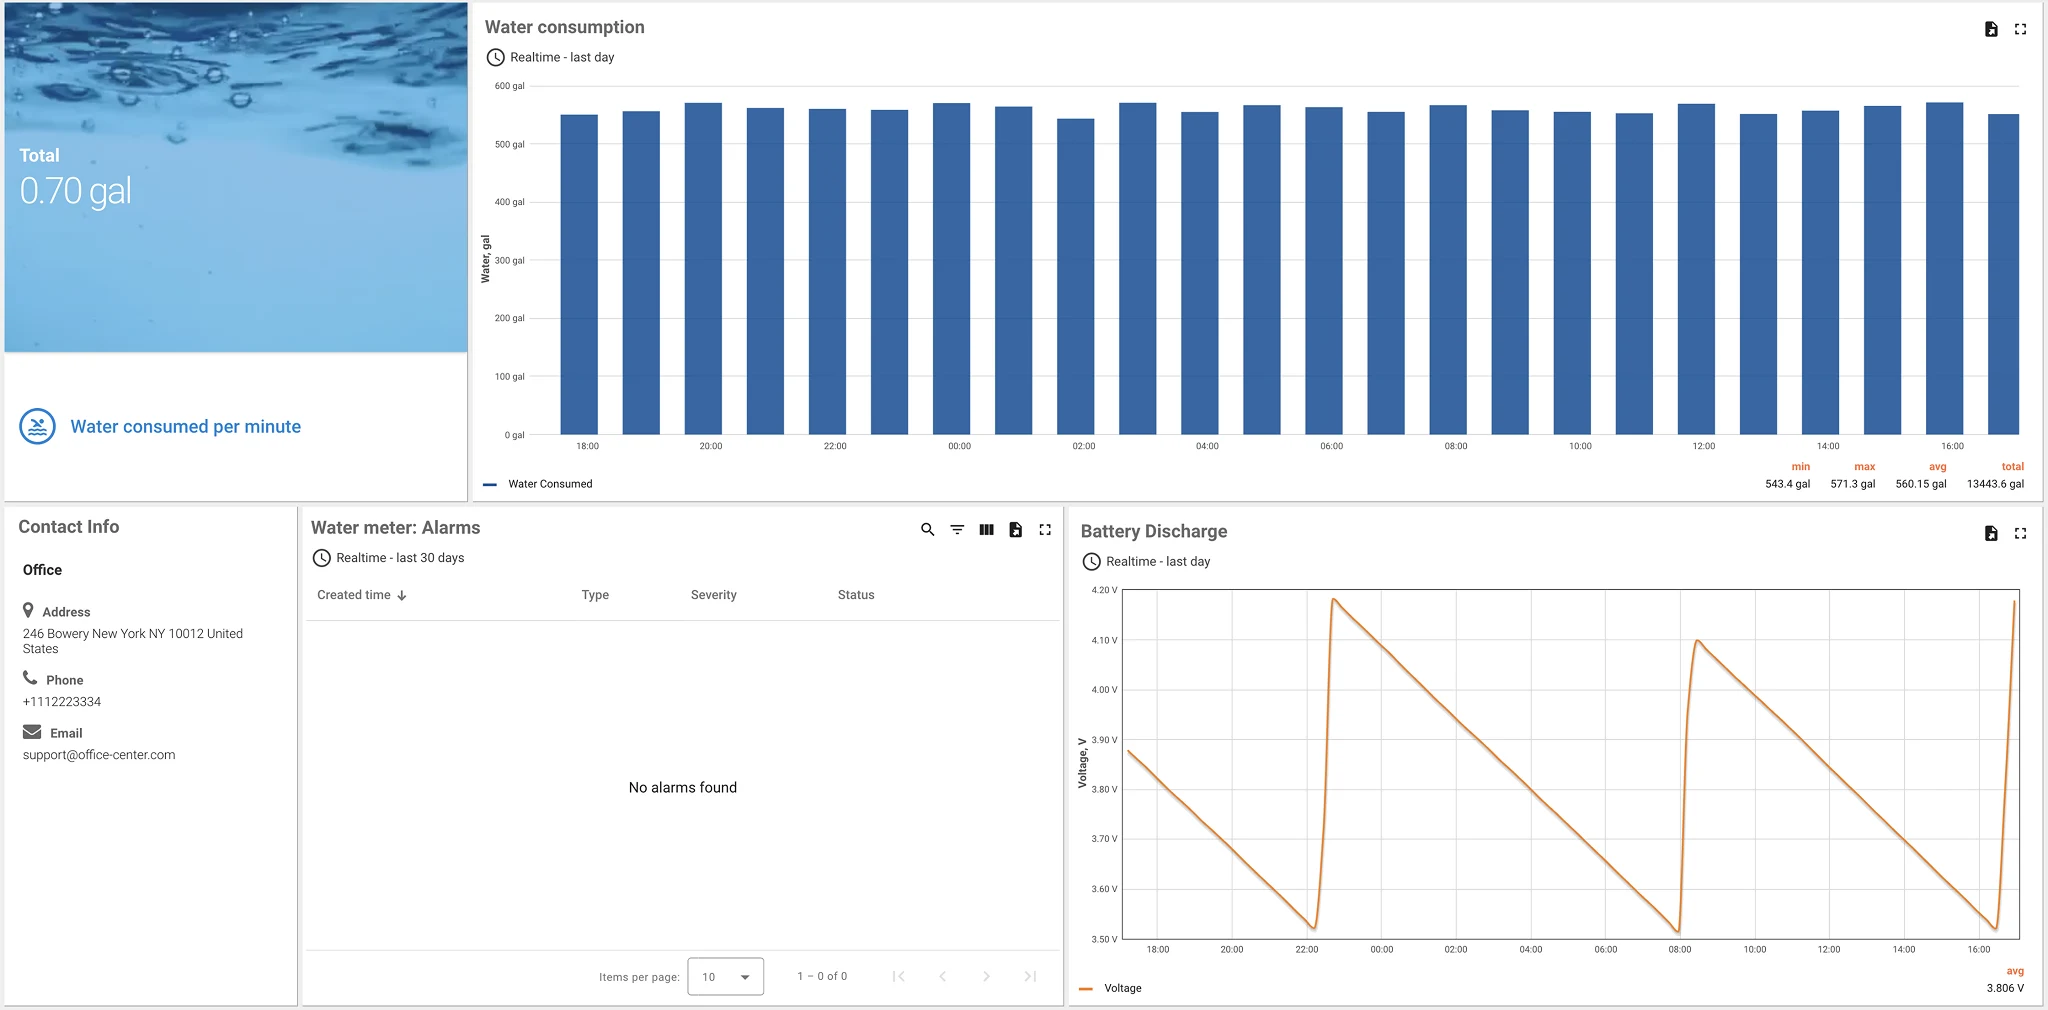 Total
0.70 gal
Water consumed per minute
Water consumption
Realtime - last day
600 gal
500 gal
400 gal
300 gal
200 gal
100 gal
0 gal
Water, gal
18:00 20:00 22:00 00:00 02:00 04:00 06:00 08:00 10:00 12:00 14:00 16:00
min max avg total
Water Consumed 543.4 gal 571.3 gal 560.15 gal 13443.6 gal
Contact Info
Office
Address
246 Bowery New York NY 10012 United
States
Phone
+1112223334
Email
support@office-center.com
Water meter: Alarms
Realtime - last 30 days
Created time Type Severity Status
No alarms found
Items per page: 10 1 – 0 of 0
Battery Discharge
Realtime - last day
4.20 V
4.10 V
4.00 V
3.90 V
3.80 V
3.70 V
3.60 V
3.50 V
Voltage, V
18:00 20:00 22:00 00:00 02:00 04:00 06:00 08:00 10:00 12:00 14:00 16:00
avg
Voltage 3.806 V